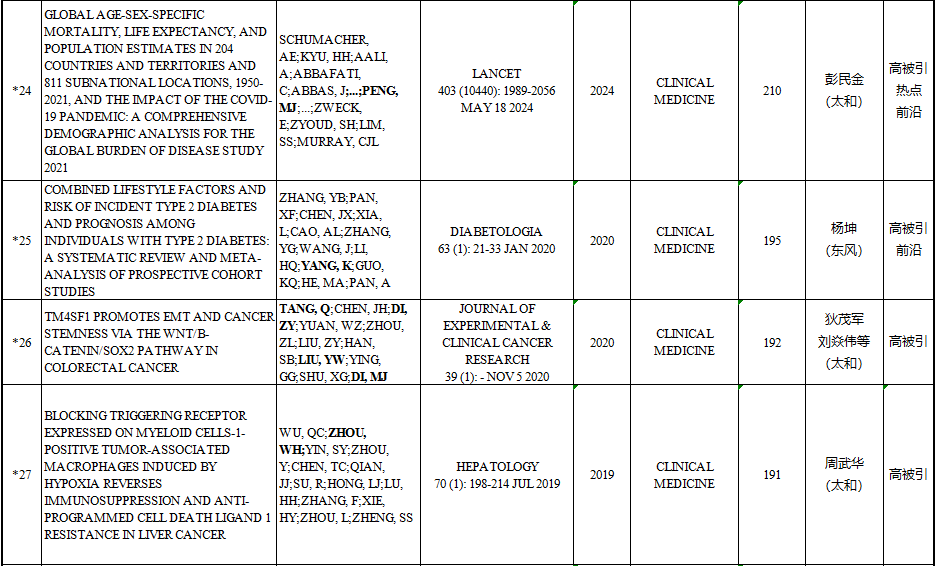 *24
GLOBAL AGE-SEX-SPECIFIC
MORTALITY, LIFE EXPECTANCY, AND
POPULATION ESTIMATES IN 204
COUNTRIES AND TERRITORIES AND
811 SUBNATIONAL LOCATIONS, 1950-
2021, AND THE IMPACT OF THE COVID-
19 PANDEMIC: A COMPREHENSIVE
DEMOGRAPHIC ANALYSIS FOR THE
GLOBAL BURDEN OF DISEASE STUDY
2021
SCHUMACHER,
AE;KYU, HH;AALI,
A;ABBAFATI,
C;ABBAS, J;...;PENG,
MJ;...;ZWECK,
E;ZYOUD, SH;LIM,
SS;MURRAY, CJL
LANCET
403 (10440): 1989-2056
MAY 18 2024
2024
CLINICAL
MEDICINE
210
彭民金
(太和)
高被引
热点
前沿
*25
COMBINED LIFESTYLE FACTORS AND
RISK OF INCIDENT TYPE 2 DIABETES
AND PROGNOSIS AMONG
INDIVIDUALS WITH TYPE 2 DIABETES:
A SYSTEMATIC REVIEW AND META-
ANALYSIS OF PROSPECTIVE COHORT
STUDIES
ZHANG, YB;PAN,
XF;CHEN, JX;XIA,
L;CAO, AL;ZHANG,
YG;WANG, J;LI,
HQ;YANG, K;GUO,
KQ;HE, MA;PAN, A
DIABETOLOGIA
63 (1): 21-33 JAN 2020
2020
CLINICAL
MEDICINE
195
杨坤
(东风)
高被引
前沿
*26
TM4SF1 PROMOTES EMT AND CANCER
STEMNESS VIA THE WNT/B-
CATENIN/SOX2 PATHWAY IN
COLORECTAL CANCER
TANG, Q;CHEN, JH;DI,
ZY;YUAN, WZ;ZHOU,
ZL;LIU, ZY;HAN,
SB;LIU, YW;YING,
GG;SHU, XG;DI, MJ
JOURNAL OF
EXPERIMENTAL &
CLINICAL CANCER
RESEARCH
39 (1): - NOV 5 2020
2020
CLINICAL
MEDICINE
192
狄茂军
刘焱伟等
(太和)
高被引
*27
BLOCKING TRIGGERING RECEPTOR
EXPRESSED ON MYELOID CELLS-1-
POSITIVE TUMOR-ASSOCIATED
MACROPHAGES INDUCED BY
HYPOXIA REVERSES
IMMUNOSUPPRESSION AND ANTI-
PROGRAMMED CELL DEATH LIGAND 1
RESISTANCE IN LIVER CANCER
WU, QC;ZHOU,
WH;YIN, SY;ZHOU,
Y;CHEN, TC;QIAN,
JJ;SU, R;HONG, LJ;LU,
HH;ZHANG, F;XIE,
HY;ZHOU, L;ZHENG, SS
HEPATOLOGY
70 (1): 198-214 JUL 2019
2019
CLINICAL
MEDICINE
191
周武华
(太和)
高被引